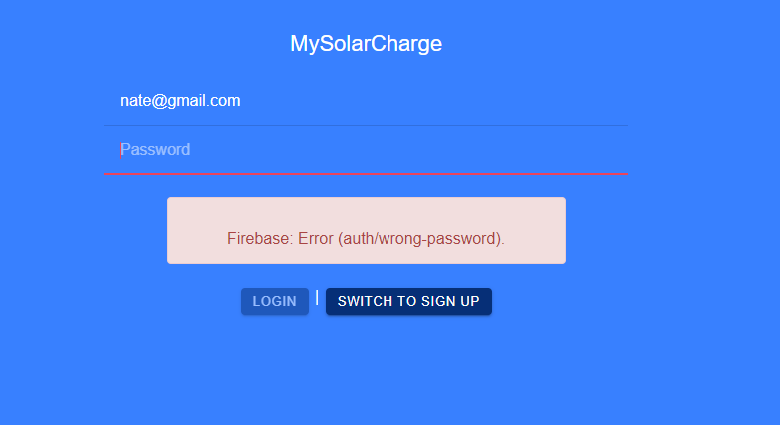 MySolarCharge
nate@gmail.com
Password
Firebase: Error (auth/wrong-password).
LOGIN | SWITCH TO SIGN UP